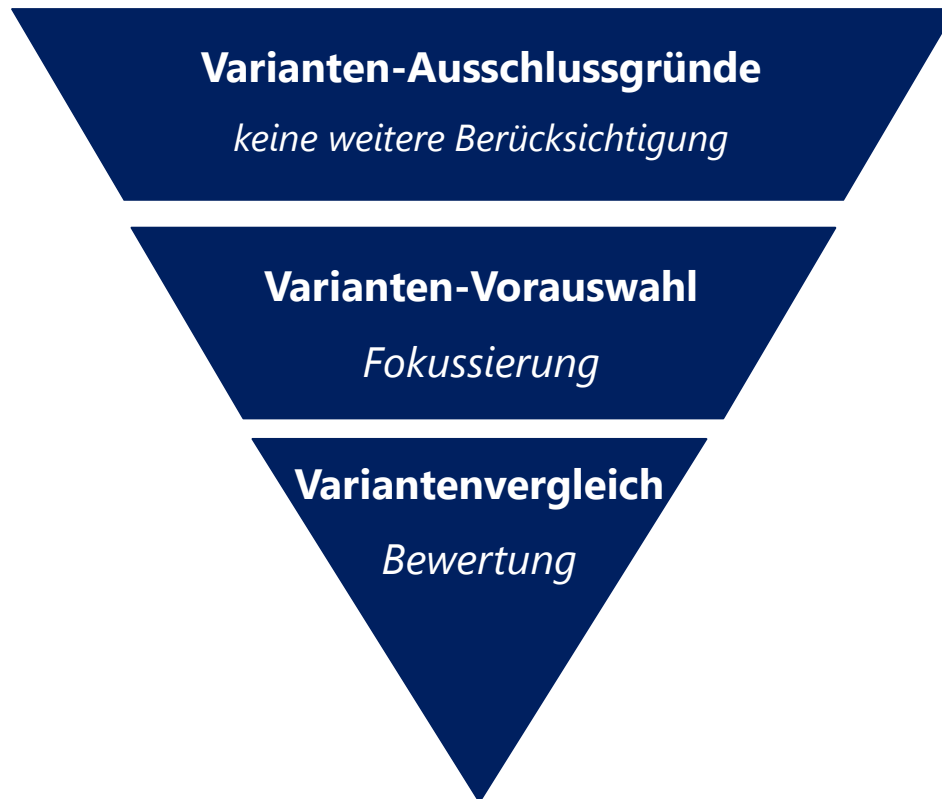 Varianten-Ausschlussgründe
keine weitere Berücksichtigung
Varianten-Vorauswahl
Fokussierung
Variantenvergleich
Bewertung